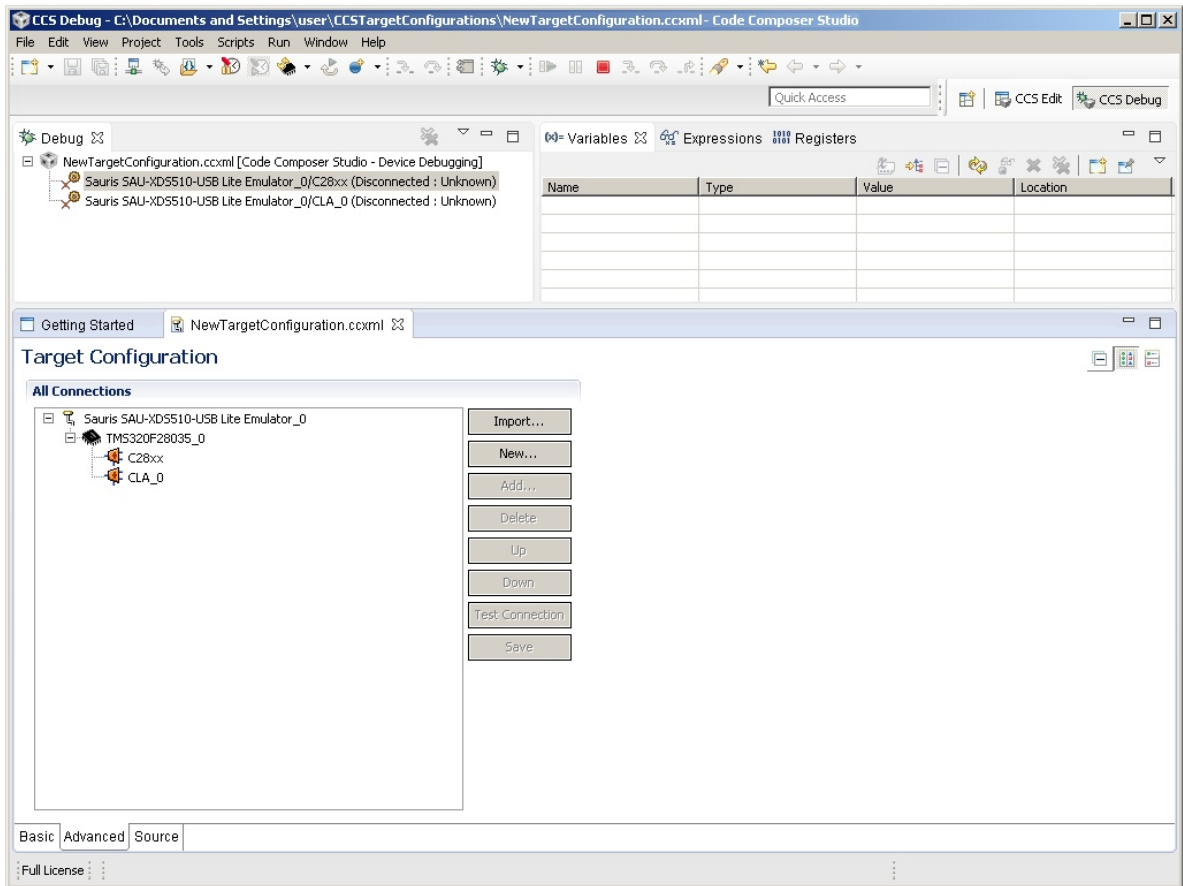 CCS Debug - C:\Documents and Settings\user\CCSTargetConfigurations\NewTargetConfiguration.ccxml - Code Composer Studio
File Edit View Project Tools Scripts Run Window Help
Quick Access
CCS Edit
CCS Debug
Debug
NewTargetConfiguration.ccxml [Code Composer Studio - Device Debugging]
Sauris SAU-XDS510-USB Lite Emulator_0/C28xx (Disconnected : Unknown)
Sauris SAU-XDS510-USB Lite Emulator_0/CLA_0 (Disconnected : Unknown)
(x)= Variables
Expressions
1010 0101 Registers
Name Type Value Location
Getting Started
NewTargetConfiguration.ccxml
Target Configuration
All Connections
Sauris SAU-XDS510-USB Lite Emulator_0
TMS320F28035_0
C28xx
CLA_0
Import...
New...
Add...
Delete
Up
Down
Test Connection
Save
Basic Advanced Source
Full License